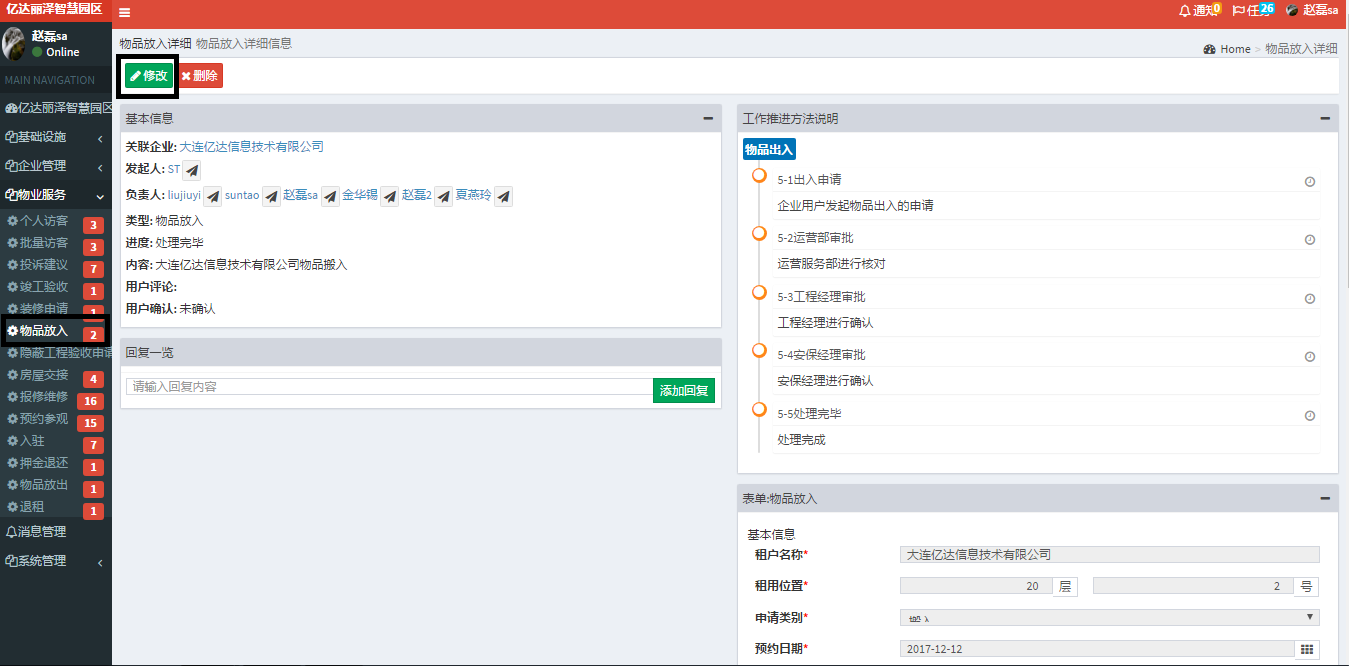 亿达丽泽智慧园区
通知 0
任务 26
赵磊sa
赵磊sa
Online
MAIN NAVIGATION
亿达丽泽智慧园区
基础设施
企业管理
物业服务
个人访客 3
批量访客 3
投诉建议 7
竣工验收 1
装修申请 1
物品放入 2
隐蔽工程验收申请
房屋交接 4
报修维修 16
预约参观 15
入驻 7
押金退还 1
物品放出 1
退租 1
消息管理
系统管理
物品放入详细 物品放入详细信息
Home > 物品放入详细
修改 删除
基本信息
关联企业: 大连亿达信息技术有限公司
发起人: ST
负责人: liujiuyi suntao 赵磊sa 金华锡 赵磊2 夏燕玲
类型: 物品放入
进度: 处理完毕
内容: 大连亿达信息技术有限公司物品搬入
用户评论:
用户确认: 未确认
回复一览
请输入回复内容
添加回复
工作推进方法说明
物品出入
5-1出入申请
企业用户发起物品出入的申请
5-2运营部审批
运营服务部进行核对
5-3工程经理审批
工程经理进行确认
5-4安保经理审批
安保经理进行确认
5-5处理完毕
处理完成
表单:物品放入
基本信息
租户名称* 大连亿达信息技术有限公司
租用位置* 20 层 2 号
申请类别* 搬入
预约日期* 2017-12-12